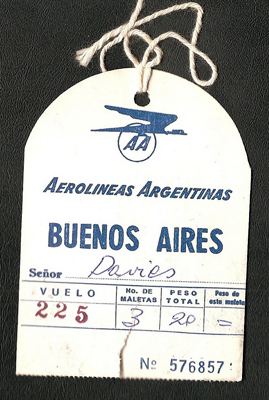 AA
AEROLINEAS ARGENTINAS
BUENOS AIRES
Señor Davies
VUELO NO. DE MALETAS PESO TOTAL Peso de esta maleta
225 3 20 =
Nº 576857